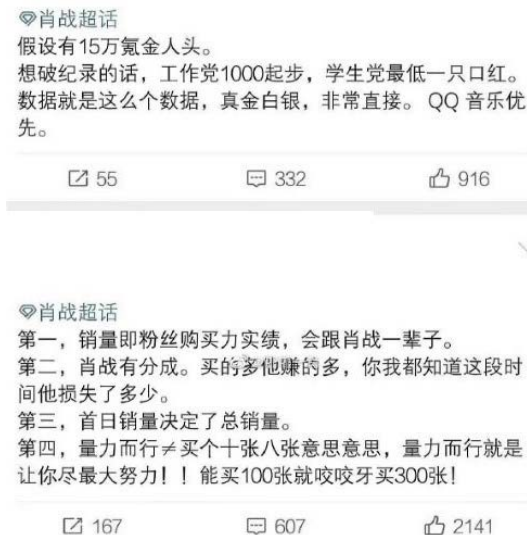 肖战超话
假设有15万氪金人头。
想破纪录的话，工作党1000起步，学生党最低一只口红。
数据就是这么个数据，真金白银，非常直接。 QQ 音乐优
先。
55 332 916
肖战超话
第一，销量即粉丝购买力实绩，会跟肖战一辈子。
第二，肖战有分成。买的多他赚的多，你我都知道这段时
间他损失了多少。
第三，首日销量决定了总销量。
第四，量力而行≠买个十张八张意思意思，量力而行就是
让你尽最大努力！！能买100张就咬咬牙买300张！
167 607 2141